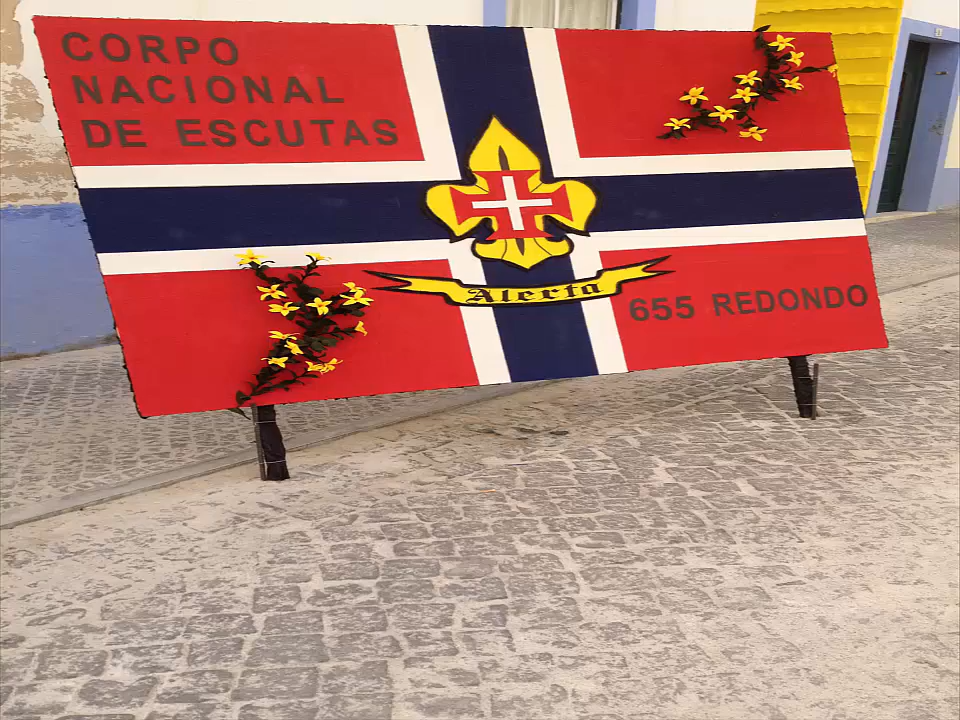 CORPO
NACIONAL
DE ESCUTAS
Alerta
655 REDONDO